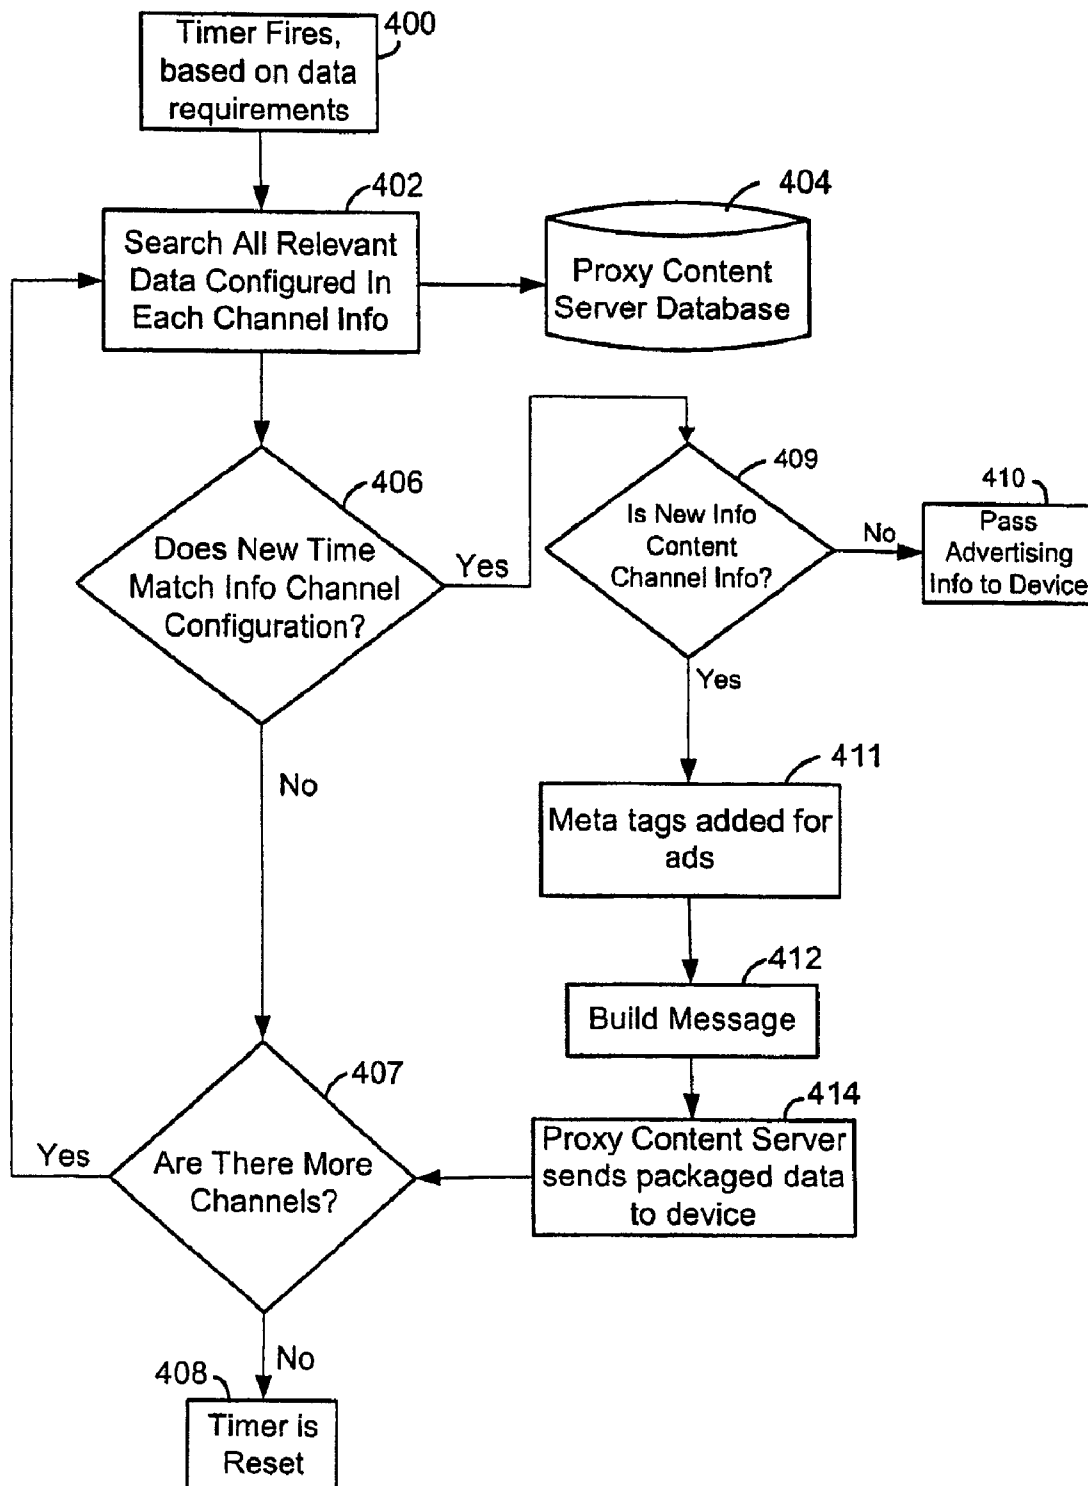 400
Timer Fires,
based on data
requirements
402
Search All Relevant
Data Configured In
Each Channel Info
404
Proxy Content
Server Database
406
Does New Time
Match Info Channel
Configuration?
Yes
No
409
Is New Info
Content
Channel Info?
No
Yes
410
Pass
Advertising
Info to Device
411
Meta tags added for
ads
412
Build Message
414
Proxy Content Server
sends packaged data
to device
407
Are There More
Channels?
Yes
No
408
Timer is
Reset